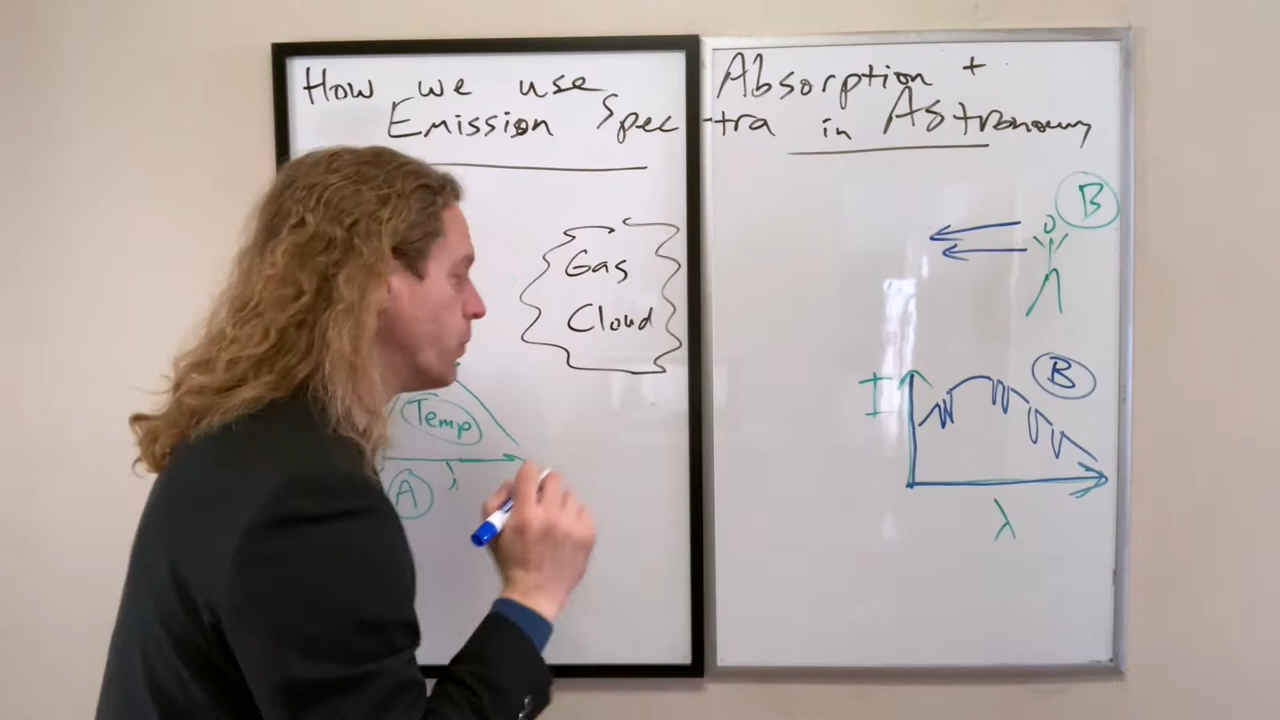 How we use Absorption +
Emission Spectra in Astronomy
B
Gas
Cloud
B
I
Temp
λ
A
λ